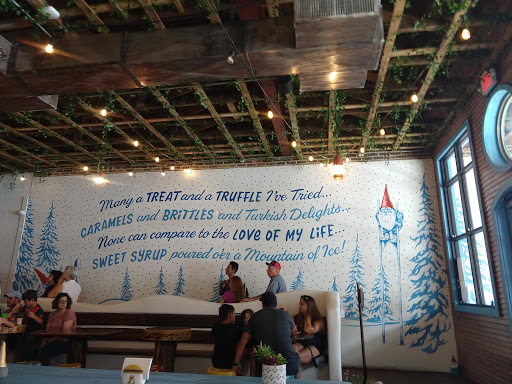 Many a TREAT and a TRUFFLE I've Tried...
CARAMELS and BRITTLES and Turkish Delights...
None can compare to the LOVE OF MY LIFE...
SWEET SYRUP poured o'er a Mountain of Ice!